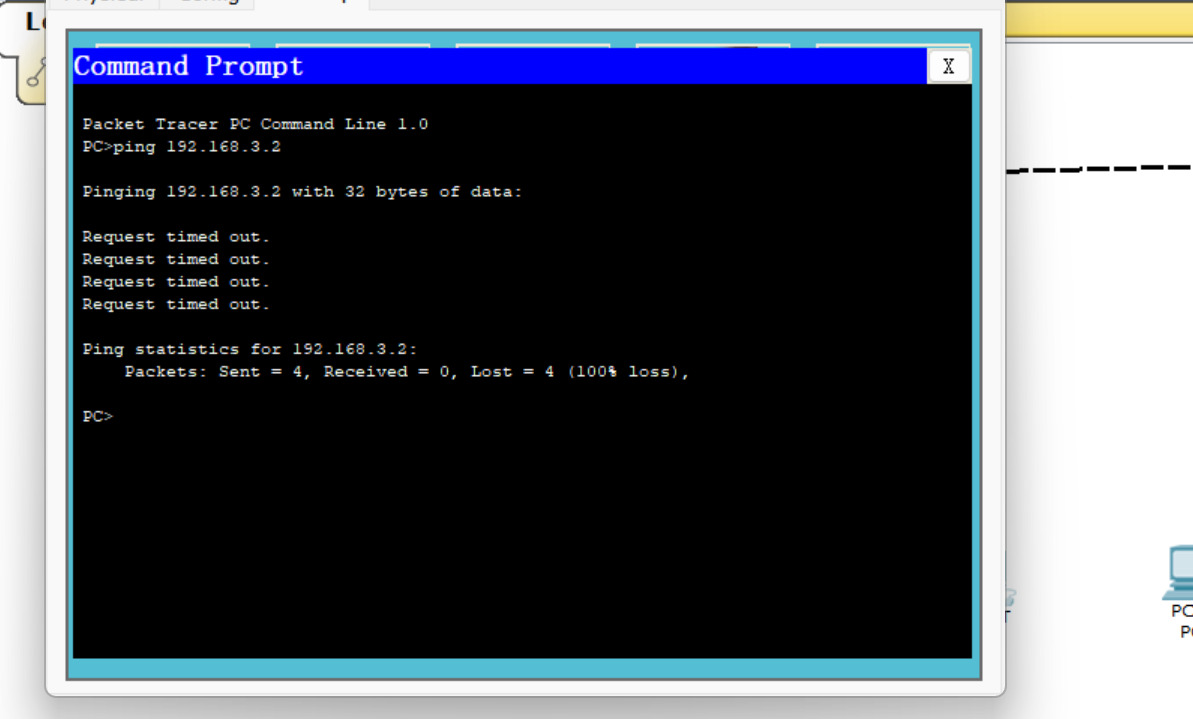 Command Prompt
X
Packet Tracer PC Command Line 1.0
PC>ping 192.168.3.2
Pinging 192.168.3.2 with 32 bytes of data:
Request timed out.
Request timed out.
Request timed out.
Request timed out.
Ping statistics for 192.168.3.2:
Packets: Sent = 4, Received = 0, Lost = 4 (100% loss),
PC>
PC